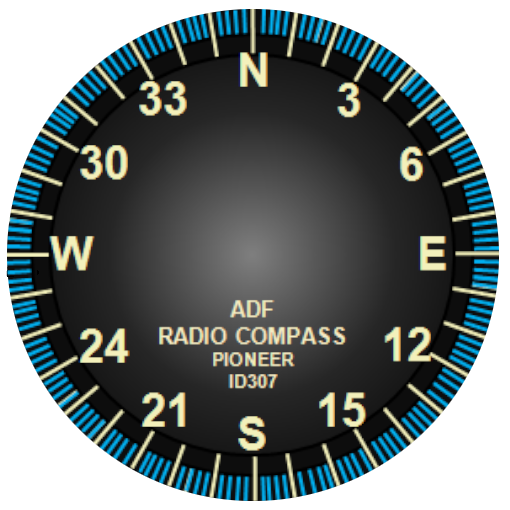 N
33 3
30 6
W E
ADF
RADIO COMPASS
24 12
PIONEER
ID307
21 15
S